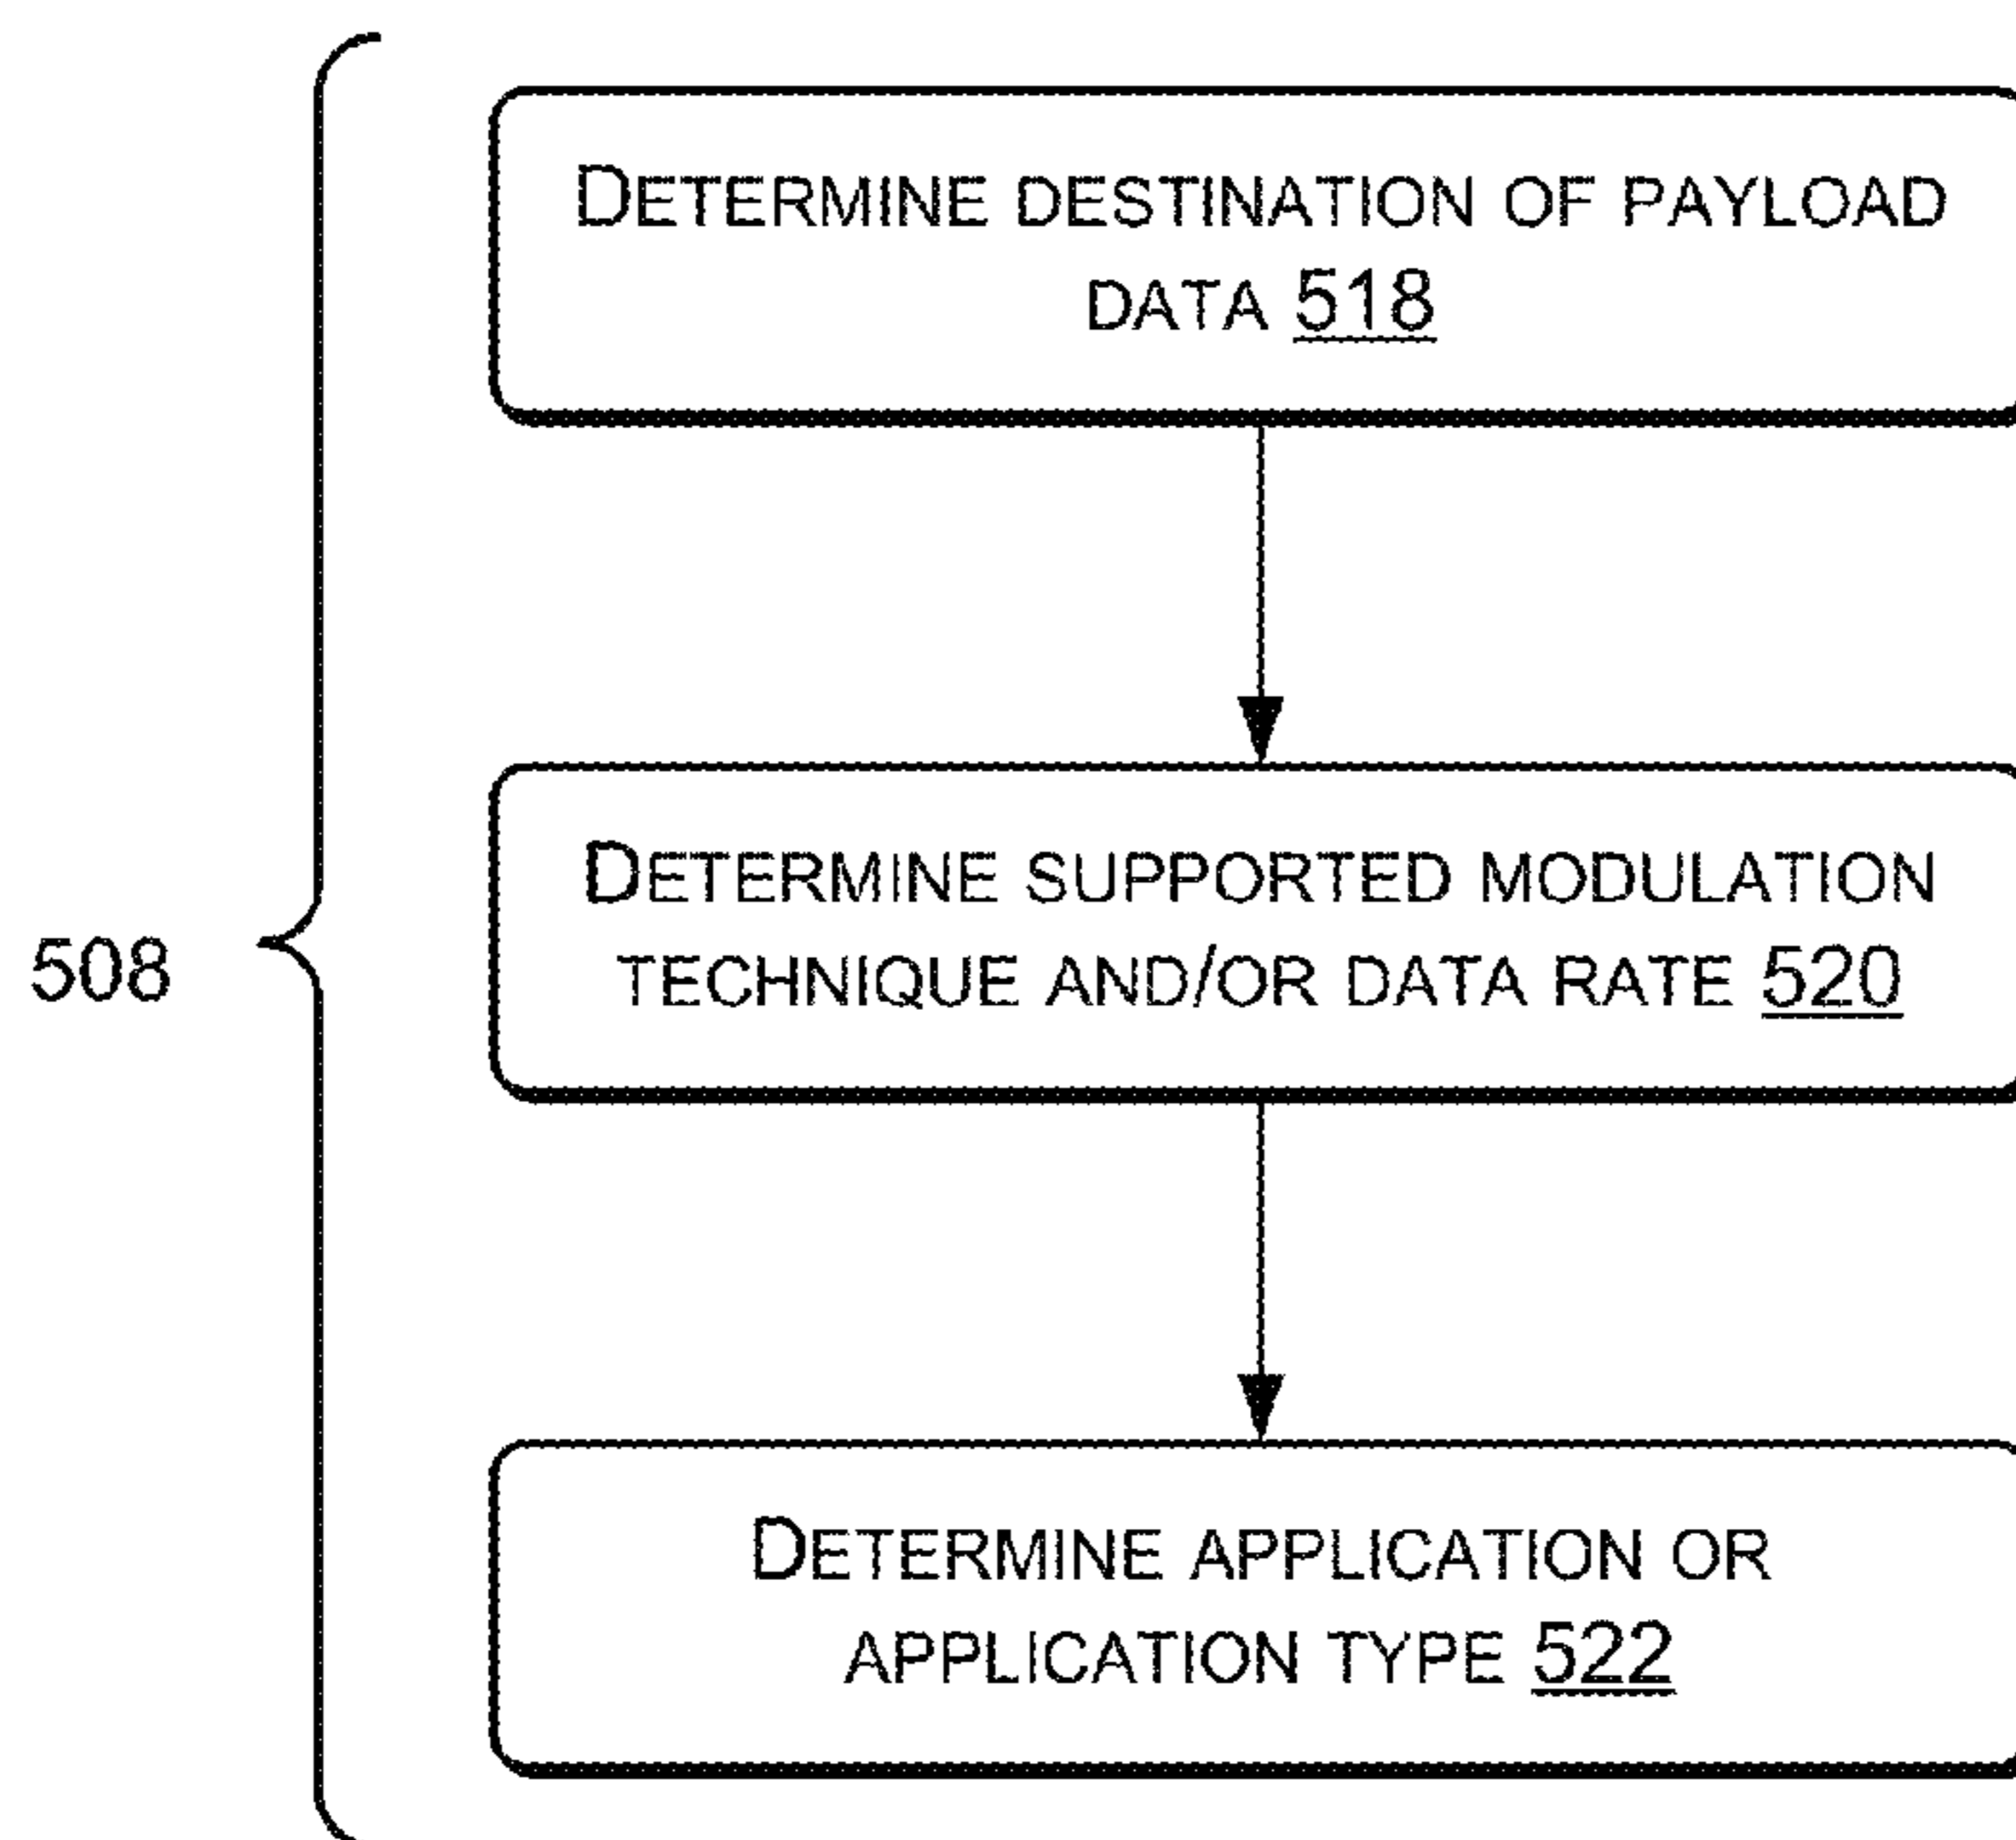 DETERMINE DESTINATION OF PAYLOAD
DATA 518
DETERMINE SUPPORTED MODULATION
TECHNIQUE AND/OR DATA RATE 520
508
DETERMINE APPLICATION OR
APPLICATION TYPE 522